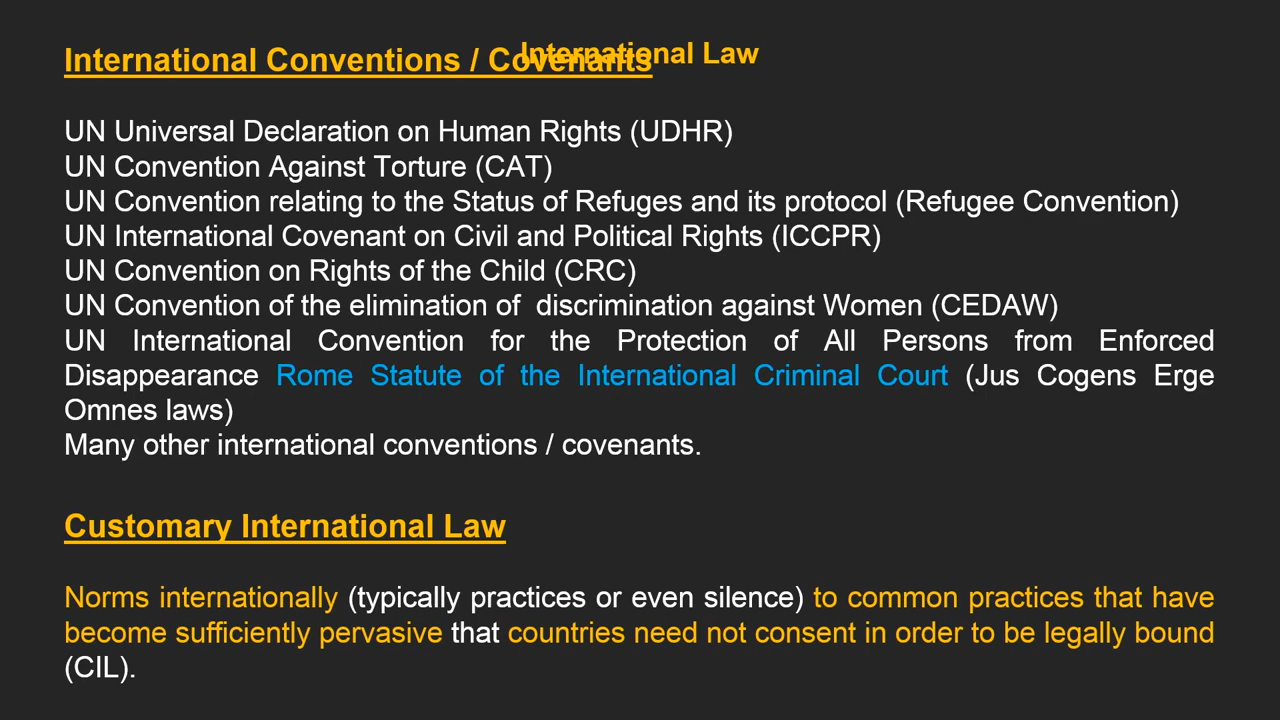 International Law
International Conventions / Covenants
UN Universal Declaration on Human Rights (UDHR)
UN Convention Against Torture (CAT)
UN Convention relating to the Status of Refuges and its protocol (Refugee Convention)
UN International Covenant on Civil and Political Rights (ICCPR)
UN Convention on Rights of the Child (CRC)
UN Convention of the elimination of  discrimination against Women (CEDAW)
UN International Convention for the Protection of All Persons from Enforced
Disappearance Rome Statute of the International Criminal Court (Jus Cogens Erge
Omnes laws)
Many other international conventions / covenants.
Customary International Law
Norms internationally (typically practices or even silence) to common practices that have
become sufficiently pervasive that countries need not consent in order to be legally bound
(CIL).